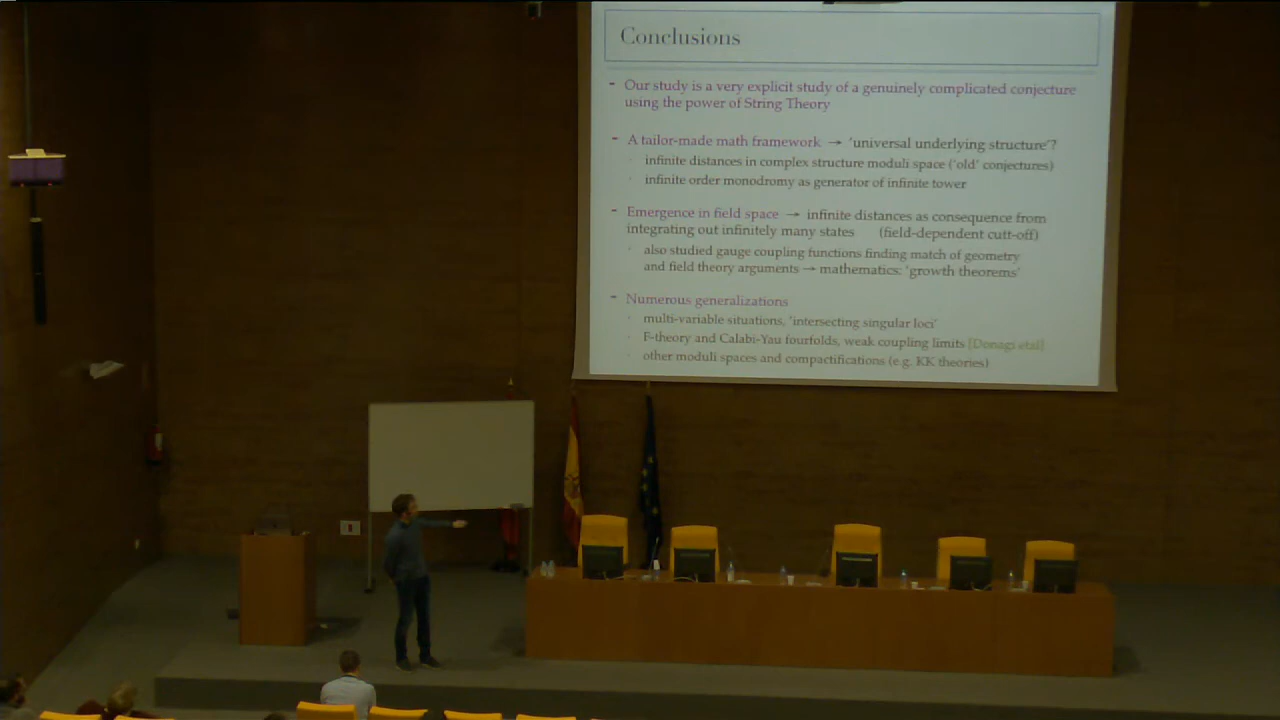 Conclusions
- Our study is a very explicit study of a genuinely complicated conjecture
using the power of String Theory
- A tailor-made math framework → 'universal underlying structure'?
· infinite distances in complex structure moduli space ('old' conjectures)
· infinite order monodromy as generator of infinite tower
- Emergence in field space → infinite distances as consequence from
integrating out infinitely many states (field-dependent cutt-off)
· also studied gauge coupling functions finding match of geometry
and field theory arguments → mathematics: 'growth theorems'
- Numerous generalizations
· multi-variable situations, 'intersecting singular loci'
· F-theory and Calabi-Yau fourfolds, weak coupling limits [Donagi etal]
· other moduli spaces and compactifications (e.g. KK theories)